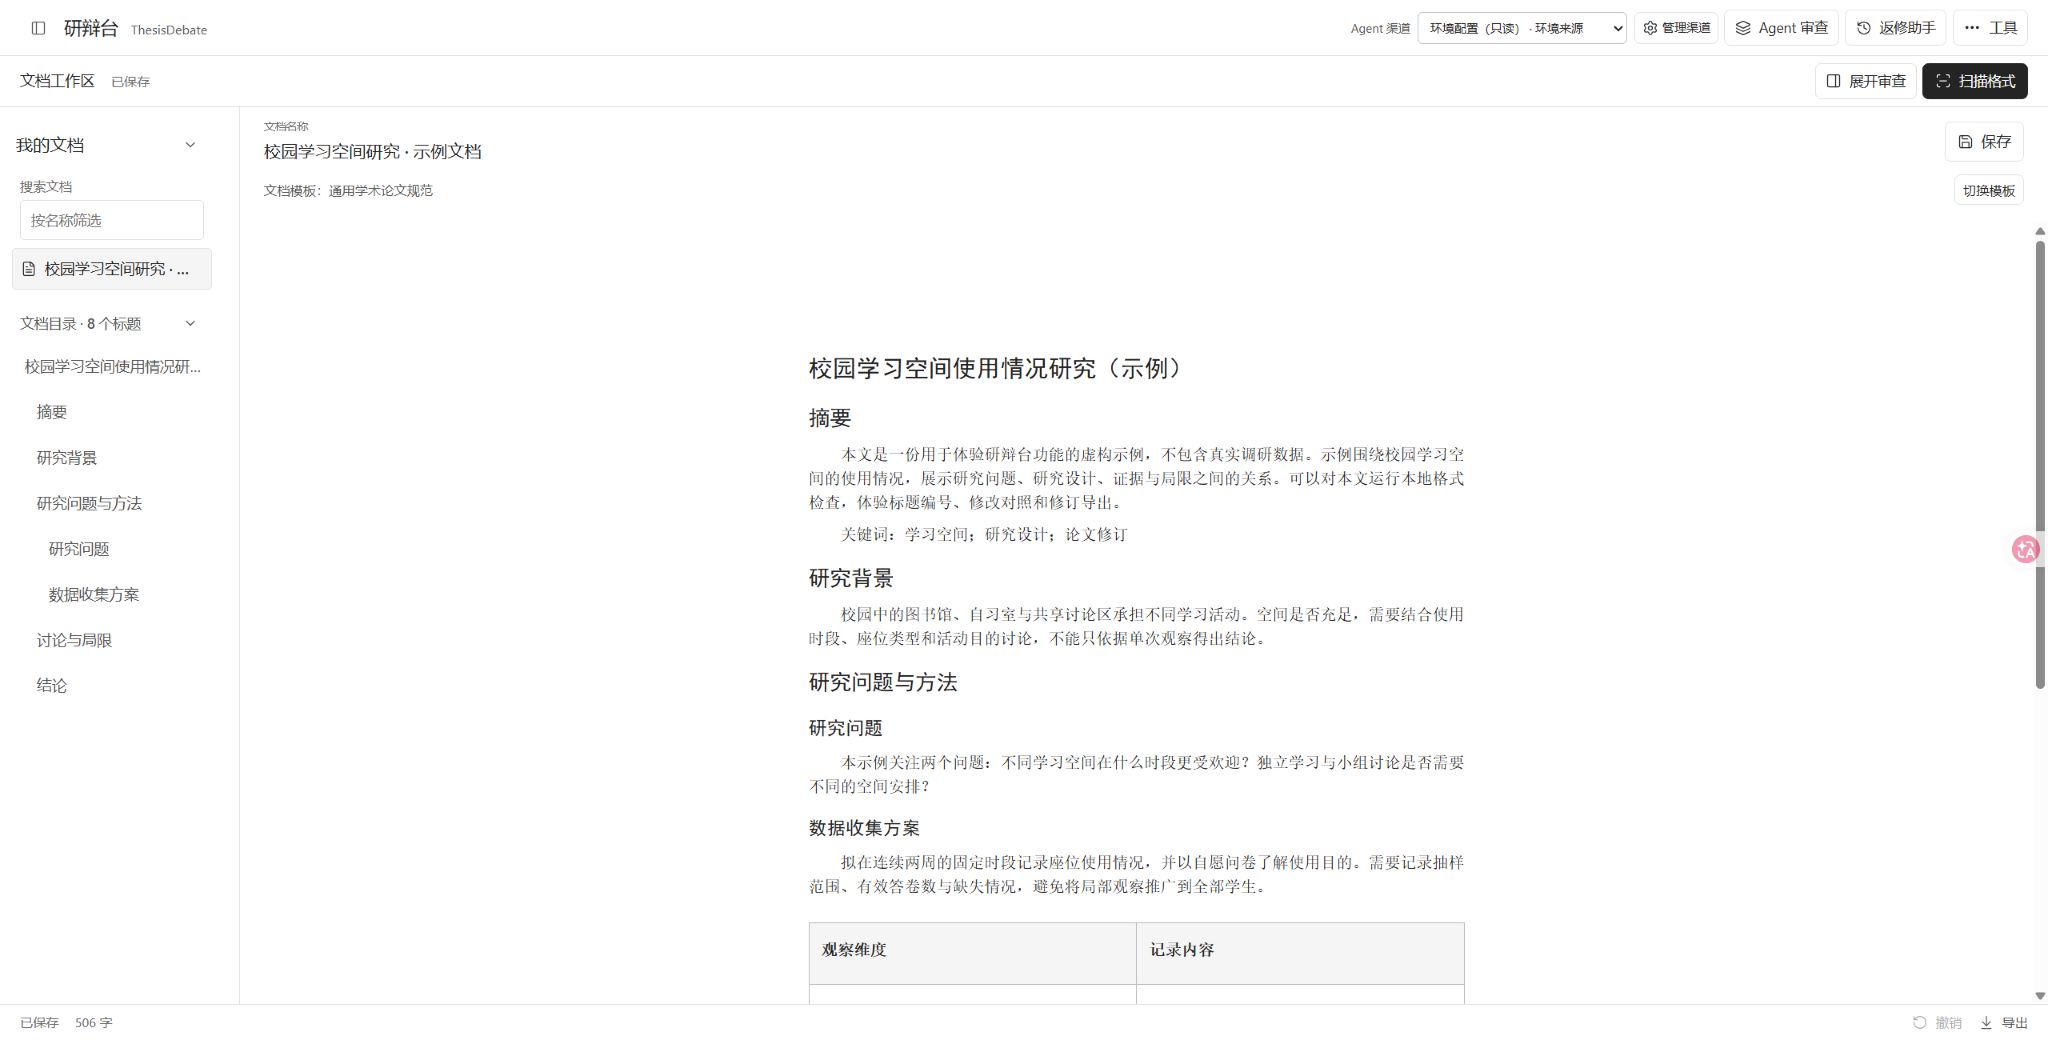 研辩台 ThesisDebate
Agent 渠道 环境配置（只读） · 环境来源 管理渠道 Agent 审查 返修助手 工具
文档工作区 已保存
展开审查 扫描格式
我的文档
搜索文档
按名称筛选
校园学习空间研究 · ...
文档目录 · 8 个标题
校园学习空间使用情况研...
摘要
研究背景
研究问题与方法
研究问题
数据收集方案
讨论与局限
结论
文档名称
校园学习空间研究 · 示例文档
保存
文档模板：通用学术论文规范
切换模板
校园学习空间使用情况研究（示例）
摘要
本文是一份用于体验研辩台功能的虚构示例，不包含真实调研数据。示例围绕校园学习空
间的使用情况，展示研究问题、研究设计、证据与局限之间的关系。可以对本文运行本地格式
检查，体验标题编号、修改对照和修订导出。
关键词：学习空间；研究设计；论文修订
研究背景
校园中的图书馆、自习室与共享讨论区承担不同学习活动。空间是否充足，需要结合使用
时段、座位类型和活动目的讨论，不能只依据单次观察得出结论。
研究问题与方法
研究问题
本示例关注两个问题：不同学习空间在什么时段更受欢迎？独立学习与小组讨论是否需要
不同的空间安排？
数据收集方案
拟在连续两周的固定时段记录座位使用情况，并以自愿问卷了解使用目的。需要记录抽样
范围、有效答卷数与缺失情况，避免将局部观察推广到全部学生。
观察维度 记录内容
已保存 506 字
撤销 导出